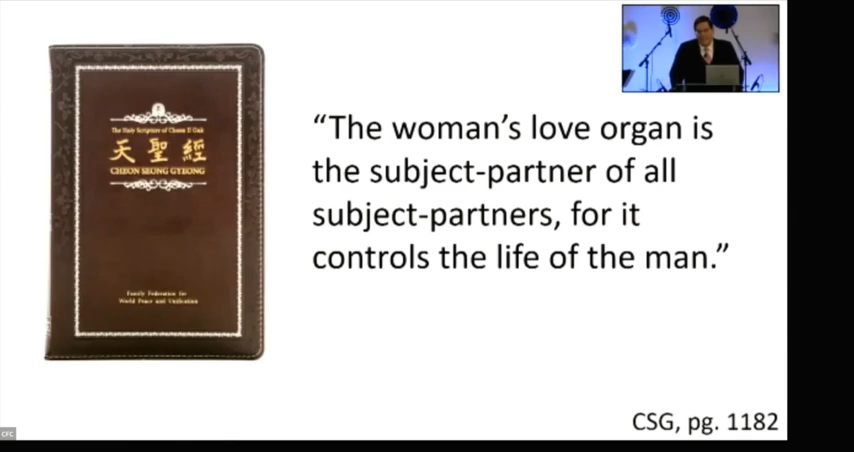 The Holy Scripture of Cheon Il Guk
天聖經
CHEON SEONG GYEONG
Family Federation for
World Peace and Unification
“The woman’s love organ is
the subject-partner of all
subject-partners, for it
controls the life of the man.”
CSG, pg. 1182
CFC